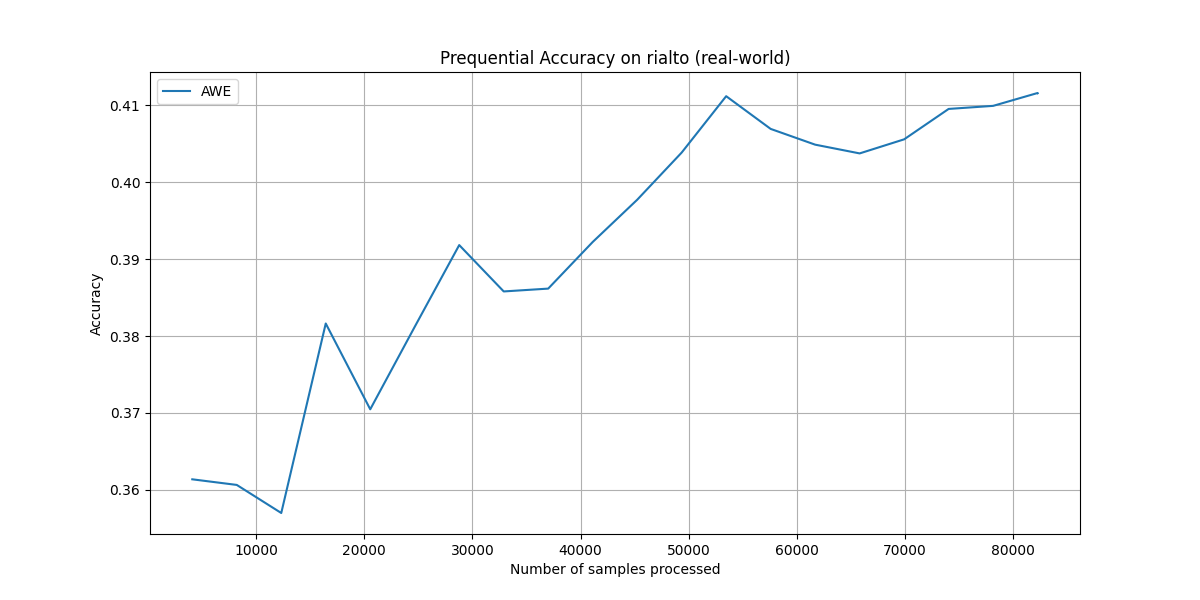 Prequential Accuracy on rialto (real-world)
AWE
Accuracy
0.41
0.40
0.39
0.38
0.37
0.36
10000 20000 30000 40000 50000 60000 70000 80000
Number of samples processed